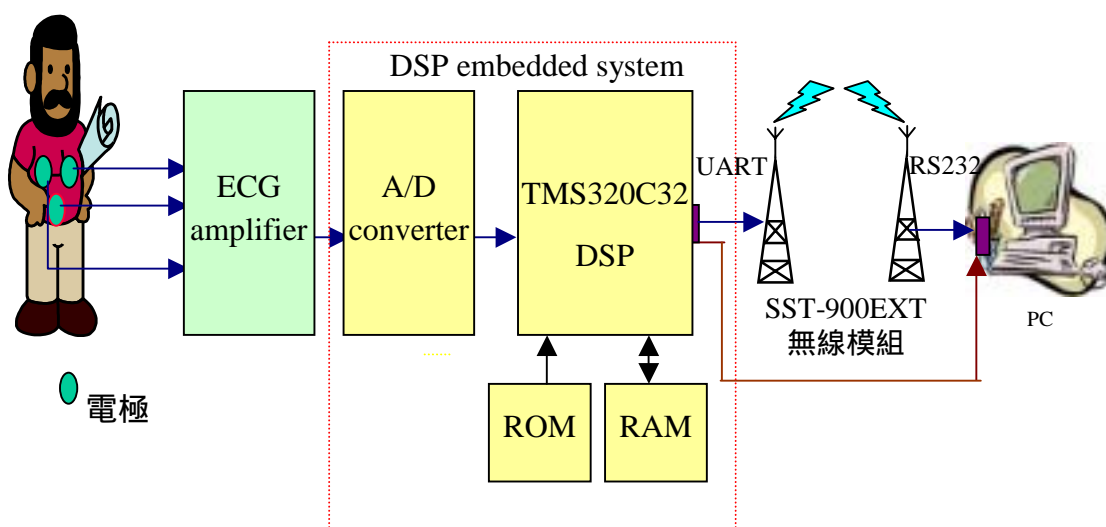 DSP embedded system
ECG
amplifier
A/D
converter
TMS320C32
DSP
UART
RS232
SST-900EXT
無線模組
PC
ROM
RAM
電極